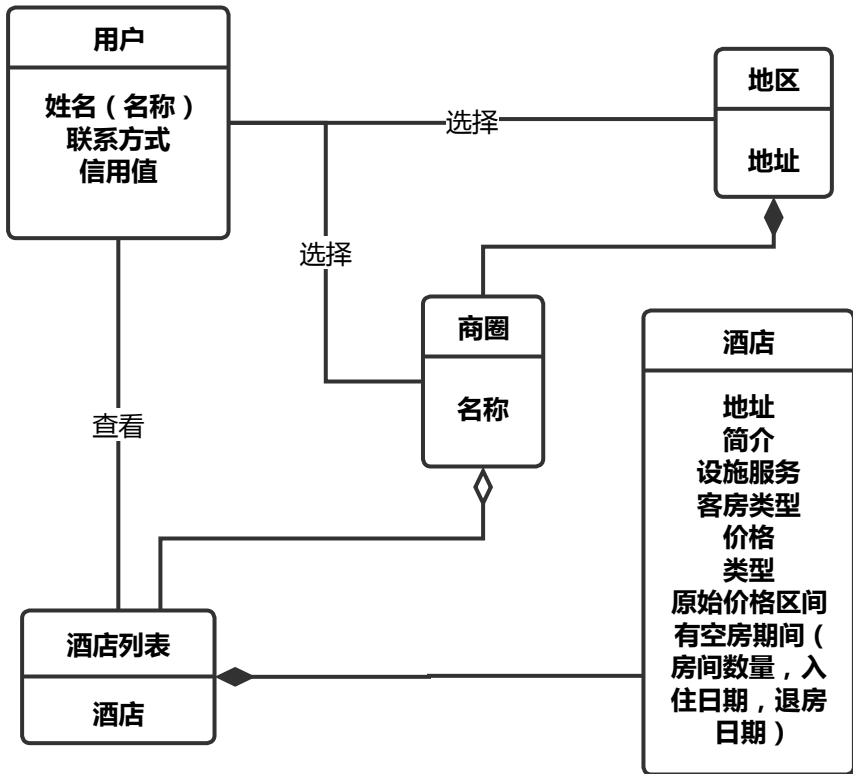 用户
姓名（名称）
联系方式
信用值
选择
地区
地址
选择
商圈
名称
酒店
地址
简介
设施服务
客房类型
价格
类型
原始价格区间
有空房期间（
房间数量，入
住日期，退房
日期）
查看
酒店列表
酒店